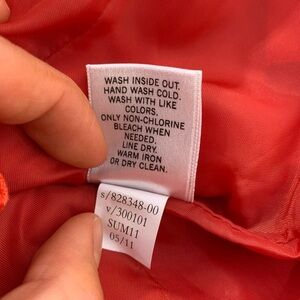 WASH INSIDE OUT.
HAND WASH COLD.
WASH WITH LIKE
COLORS.
ONLY NON-CHLORINE
BLEACH WHEN
NEEDED.
LINE DRY.
WARM IRON
OR DRY CLEAN.
s/828348-00
v/300101
SUM11
05/11